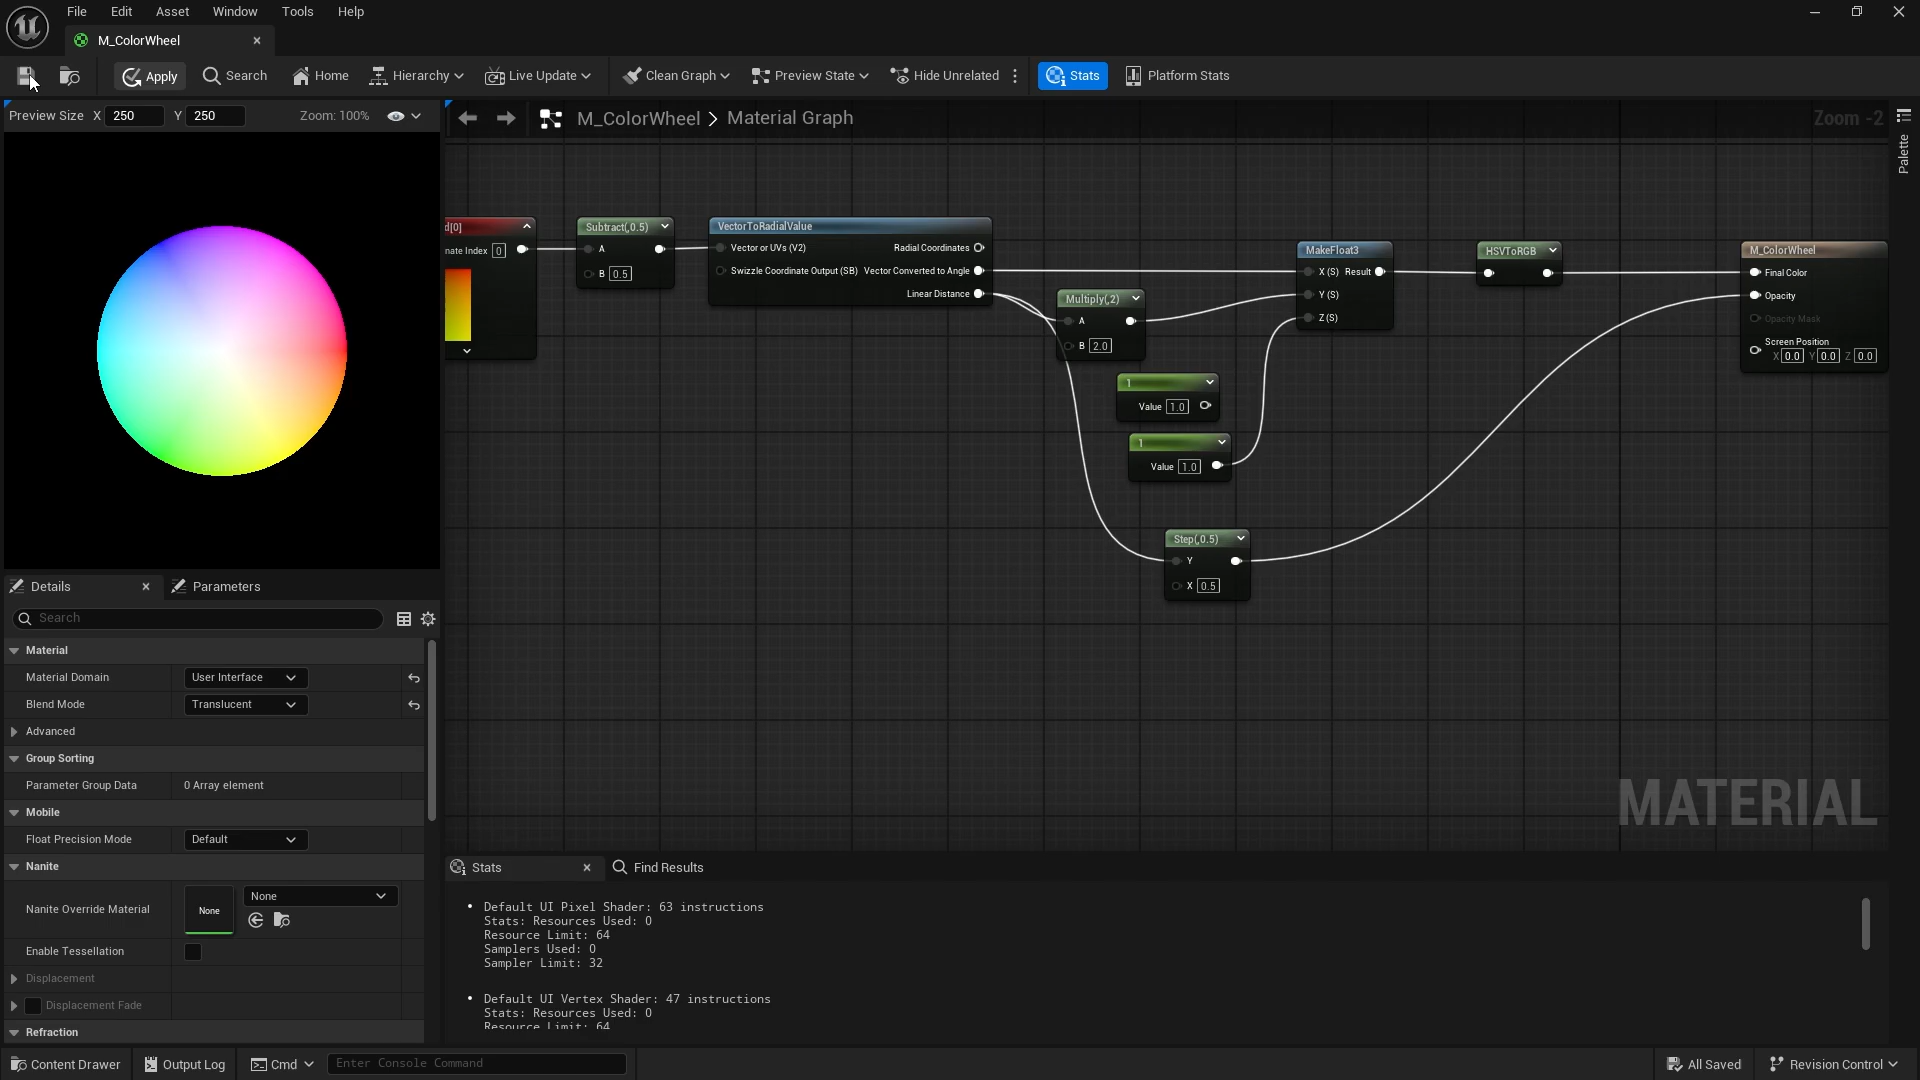 File Edit Asset Window Tools Help
M_ColorWheel
Apply Search Home Hierarchy Live Update Clean Graph Preview State Hide Unrelated Stats Platform Stats
Preview Size X 250 Y 250 Zoom: 100%
M_ColorWheel > Material Graph
Zoom -2
Palette
d[0]
nate Index 0
Subtract(,0.5)
A
B 0.5
VectorToRadialValue
Vector or UVs (V2) Radial Coordinates
Swizzle Coordinate Output (SB) Vector Converted to Angle
Linear Distance
Multiply(,2)
A
B 2.0
1
Value 1.0
1
Value 1.0
Step(,0.5)
Y
X 0.5
MakeFloat3
X (S) Result
Y (S)
Z (S)
HSVToRGB
M_ColorWheel
Final Color
Opacity
Opacity Mask
Screen Position
X 0.0 Y 0.0 Z 0.0
MATERIAL
Details Parameters
Search
Material
Material Domain User Interface
Blend Mode Translucent
Advanced
Group Sorting
Parameter Group Data 0 Array element
Mobile
Float Precision Mode Default
Nanite
Nanite Override Material None None
Enable Tessellation
Displacement
Displacement Fade
Refraction
Stats Find Results
Default UI Pixel Shader: 63 instructions
Stats: Resources Used: 0
Resource Limit: 64
Samplers Used: 0
Sampler Limit: 32
Default UI Vertex Shader: 47 instructions
Stats: Resources Used: 0
Resource Limit: 64
Content Drawer Output Log Cmd Enter Console Command All Saved Revision Control